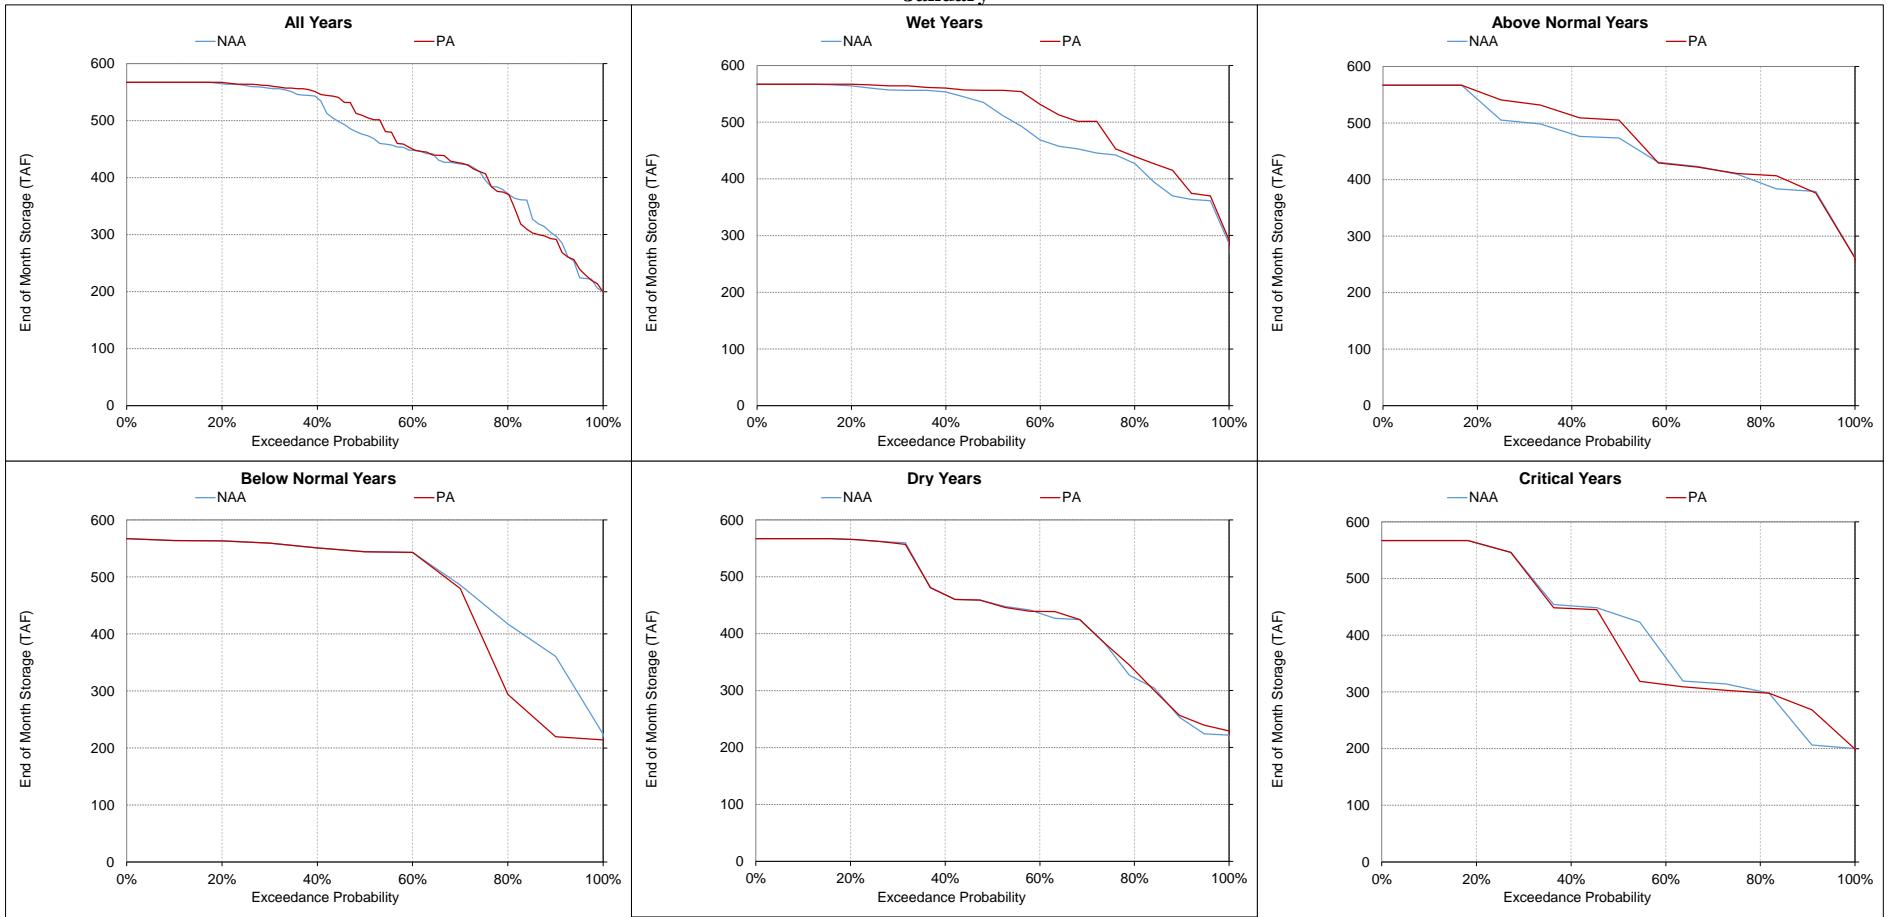 All Years
NAA PA
600
500
400
300
200
100
0
0% 20% 40% 60% 80% 100%
End of Month Storage (TAF)
Exceedance Probability
Wet Years
NAA PA
600
500
400
300
200
100
0
0% 20% 40% 60% 80% 100%
End of Month Storage (TAF)
Exceedance Probability
Above Normal Years
NAA PA
600
500
400
300
200
100
0
0% 20% 40% 60% 80% 100%
End of Month Storage (TAF)
Exceedance Probability
Below Normal Years
NAA PA
600
500
400
300
200
100
0
0% 20% 40% 60% 80% 100%
End of Month Storage (TAF)
Exceedance Probability
Dry Years
NAA PA
600
500
400
300
200
100
0
0% 20% 40% 60% 80% 100%
End of Month Storage (TAF)
Exceedance Probability
Critical Years
NAA PA
600
500
400
300
200
100
0
0% 20% 40% 60% 80% 100%
End of Month Storage (TAF)
Exceedance Probability